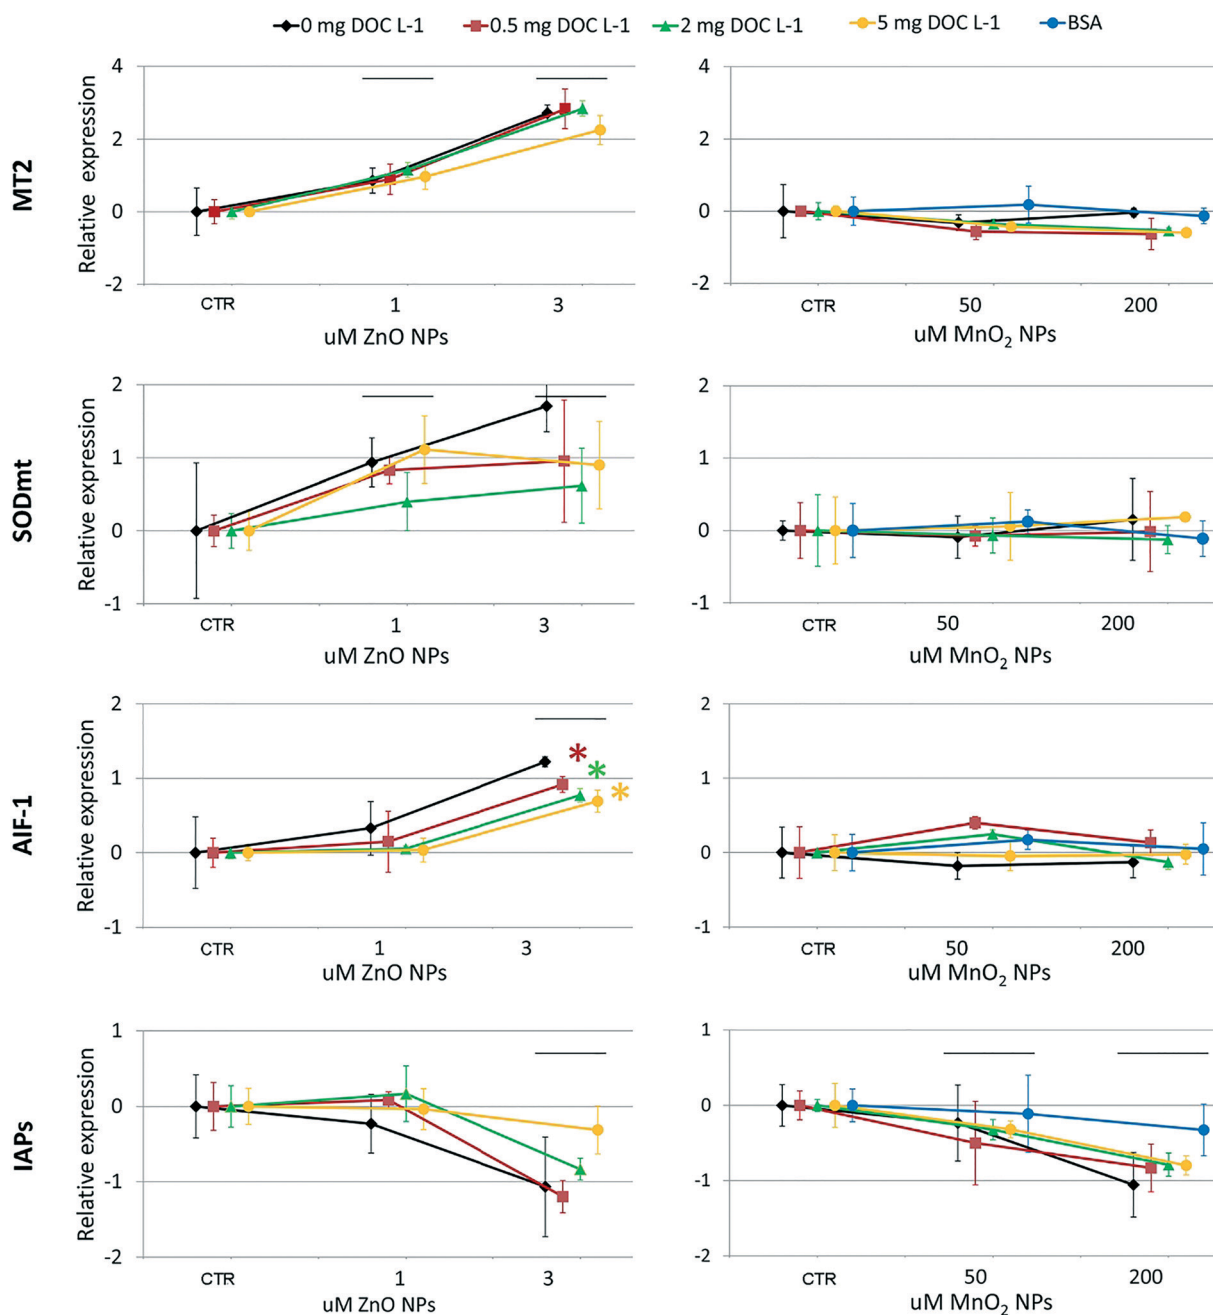 0 mg DOC L-1 0.5 mg DOC L-1 2 mg DOC L-1 5 mg DOC L-1 BSA
MT2
Relative expression
4
2
0
-2
CTR 1 3
uM ZnO NPs
4
2
0
-2
CTR 50 200
uM MnO₂ NPs
SODmt
Relative expression
2
1
0
-1
CTR 1 3
uM ZnO NPs
2
1
0
-1
CTR 50 200
uM MnO₂ NPs
AIF-1
Relative expression
2
1
0
-1
* * *
CTR 1 3
uM ZnO NPs
2
1
0
-1
CTR 50 200
uM MnO₂ NPs
IAPs
Relative expression
1
0
-1
-2
CTR 1 3
uM ZnO NPs
1
0
-1
-2
CTR 50 200
uM MnO₂ NPs